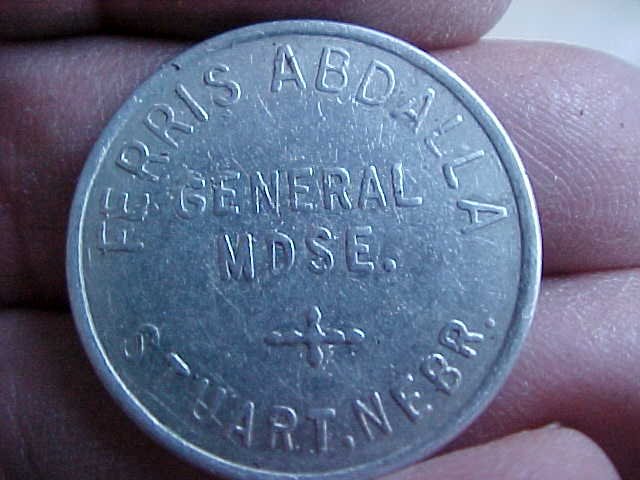 FERRIS ABDALLA
GENERAL
MDSE.
STUART, NEBR.